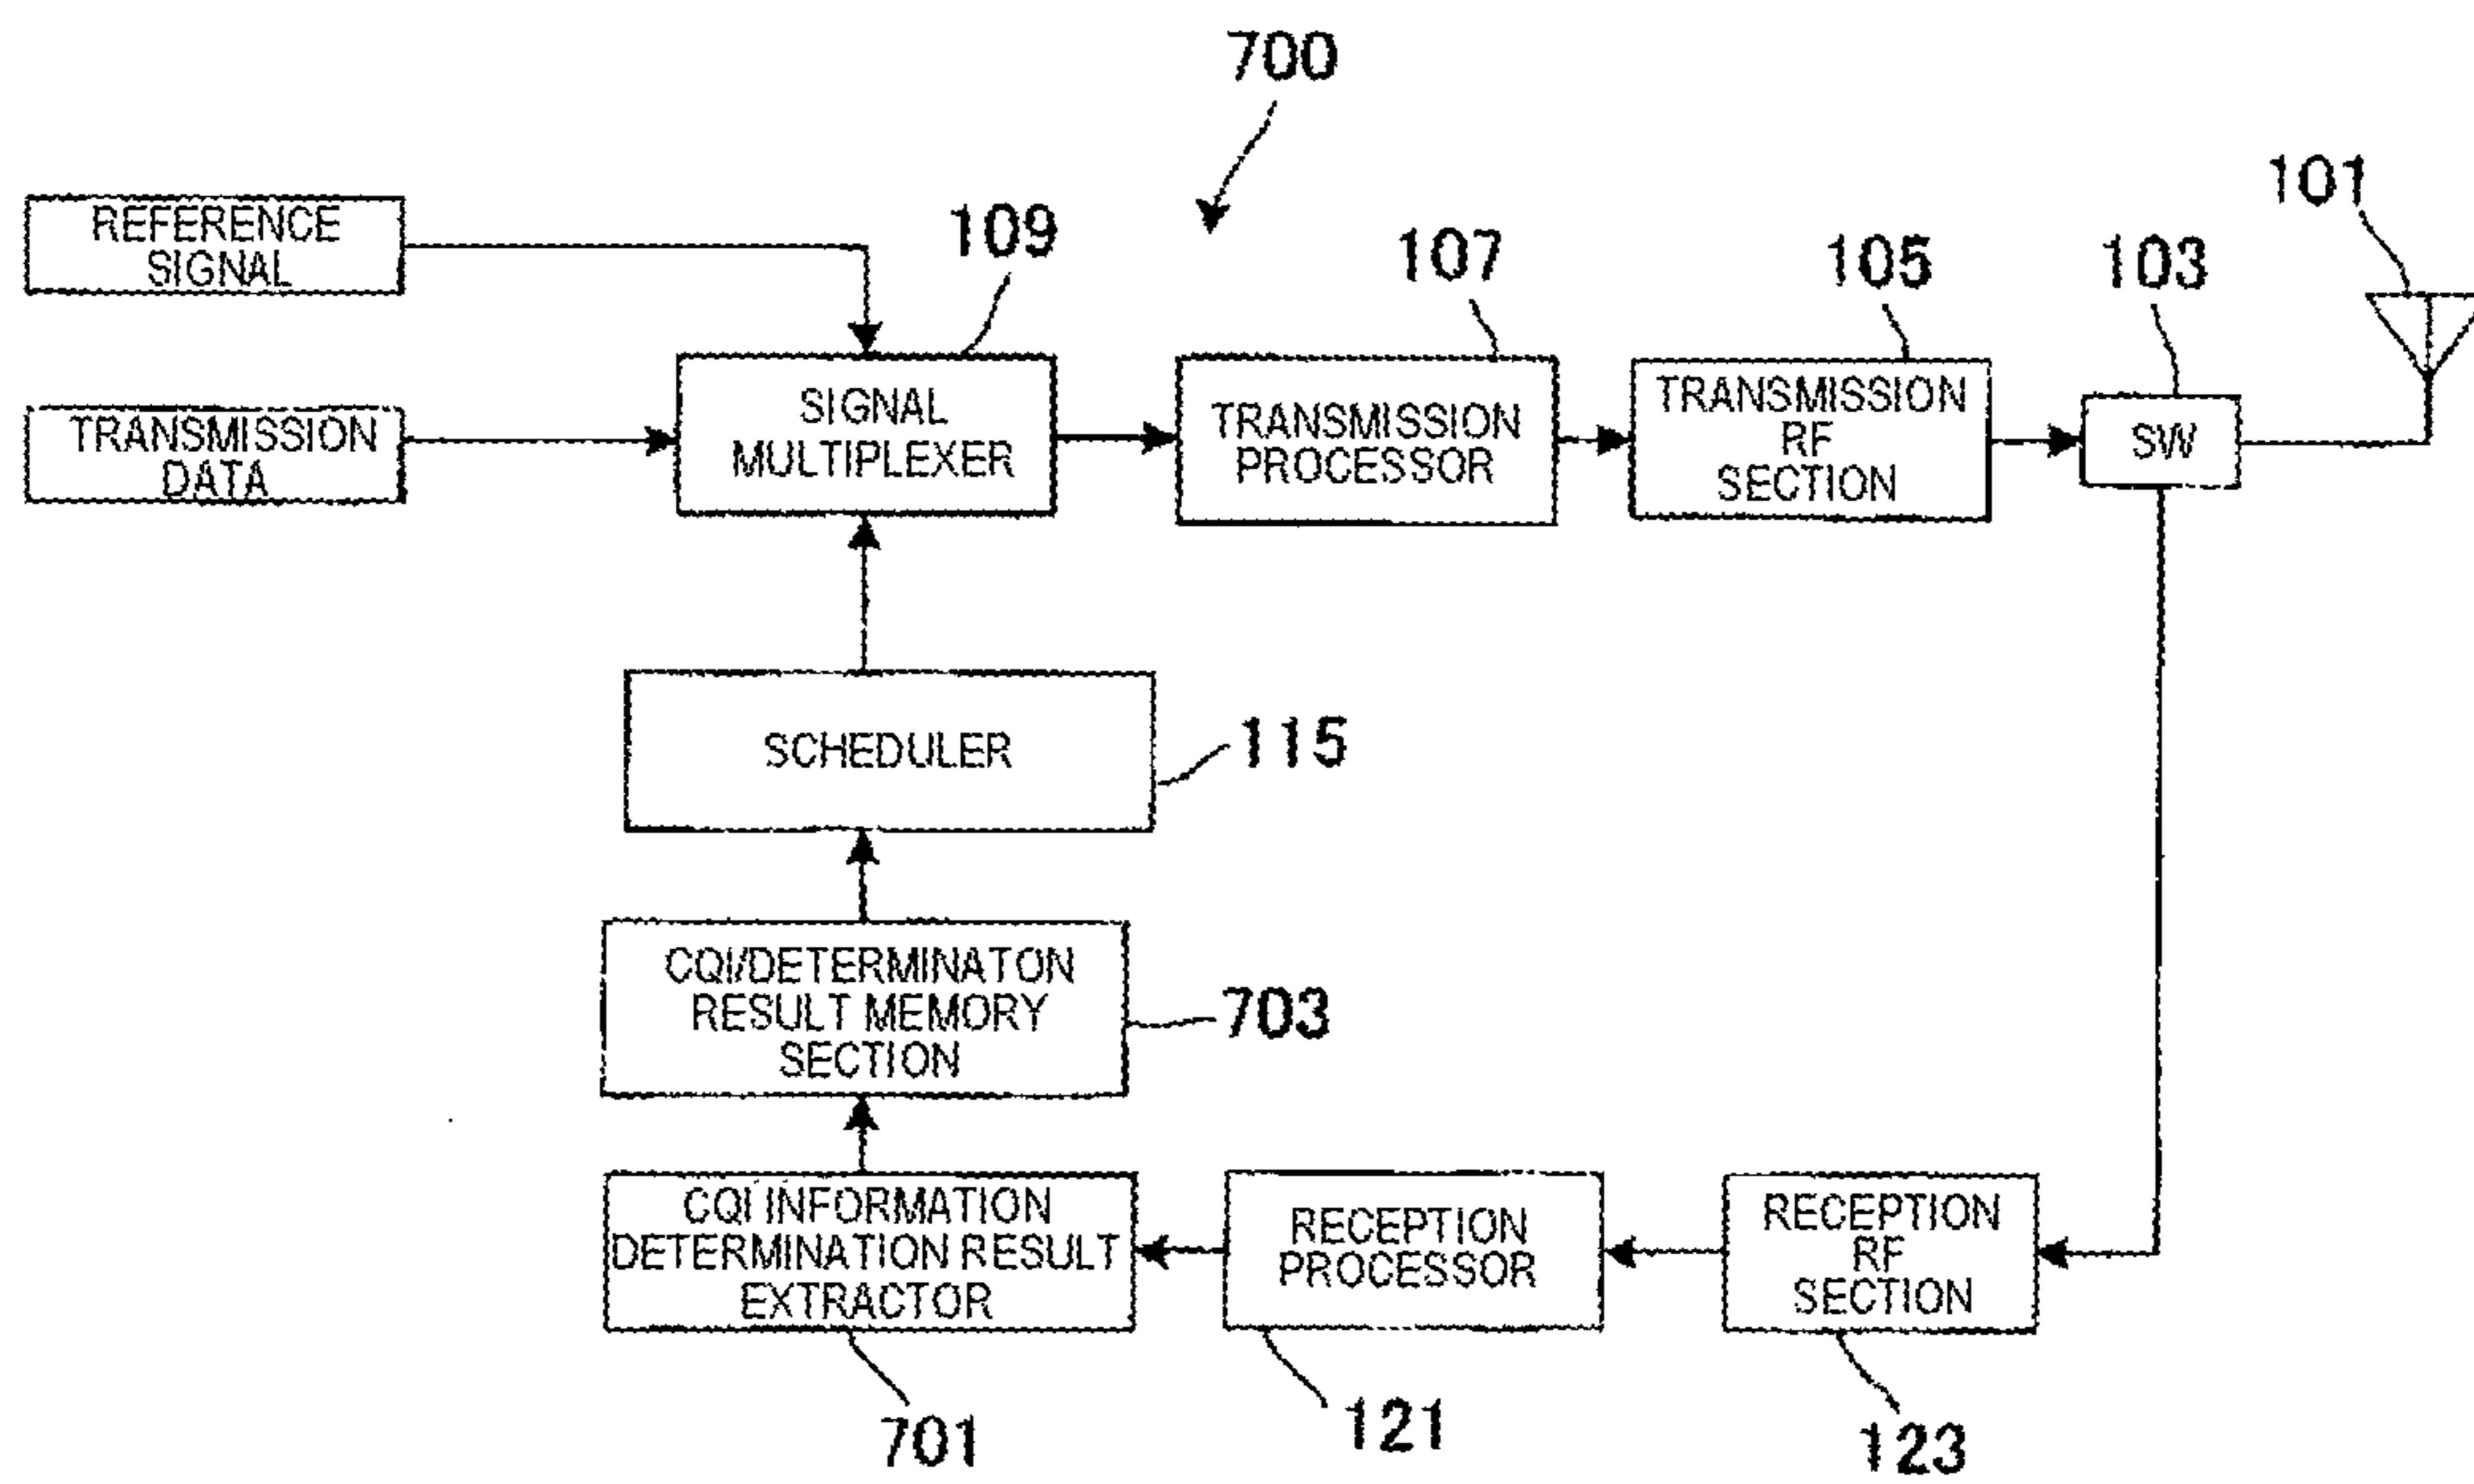 700
101
REFERENCE
SIGNAL
109
107
105
103
TRANSMISSION
DATA
SIGNAL
MULTIPLEXER
TRANSMISSION
PROCESSOR
TRANSMISSION
RF
SECTION
SW
SCHEDULER
115
CQI/DETERMINATON
RESULT MEMORY
SECTION
703
CQI INFORMATION
DETERMINATION RESULT
EXTRACTOR
RECEPTION
PROCESSOR
RECEPTION
RF
SECTION
701
121
123